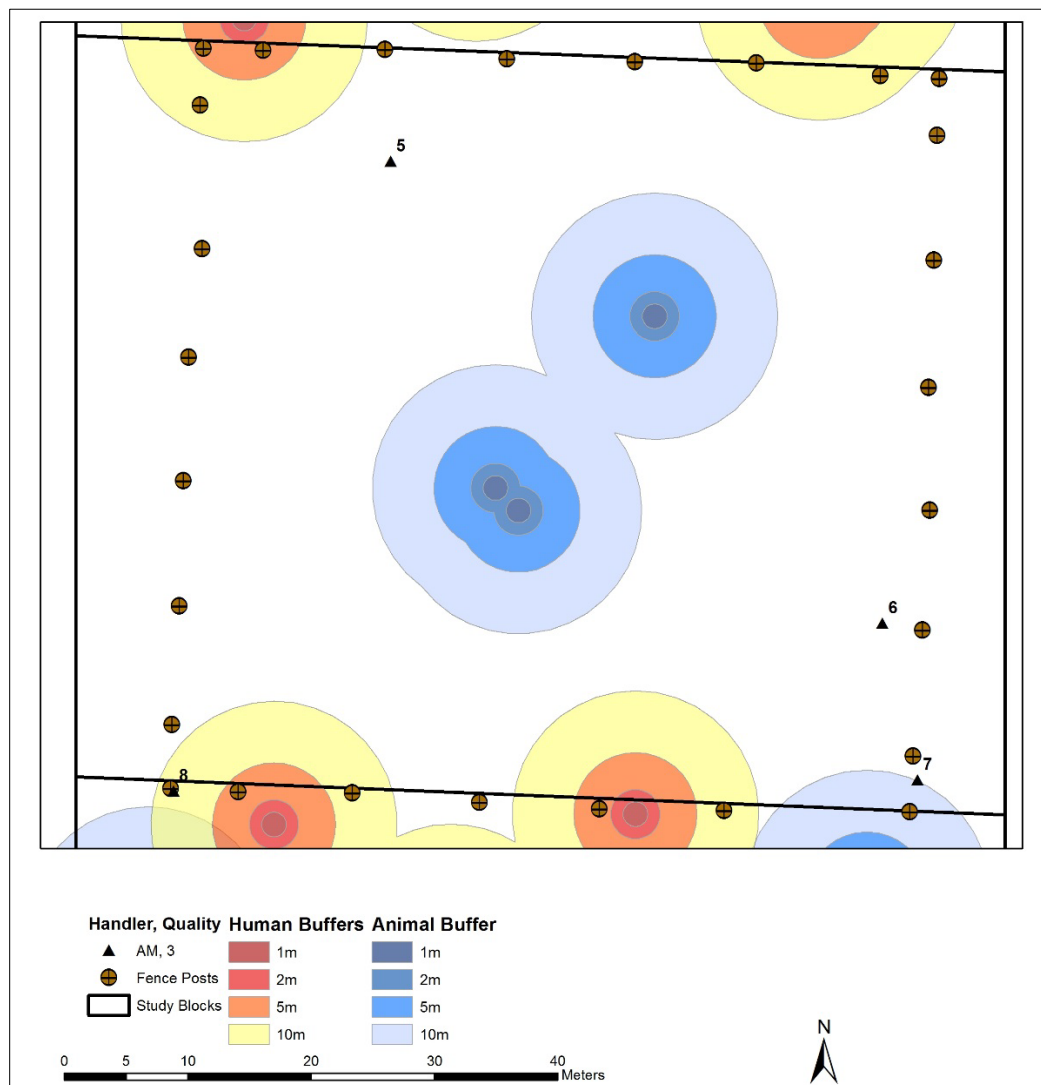 5
6
7
8
Handler, Quality Human Buffers Animal Buffer
AM, 3 1m 1m
Fence Posts 2m 2m
Study Blocks 5m 5m
10m 10m
N
0 5 10 20 30 40
Meters